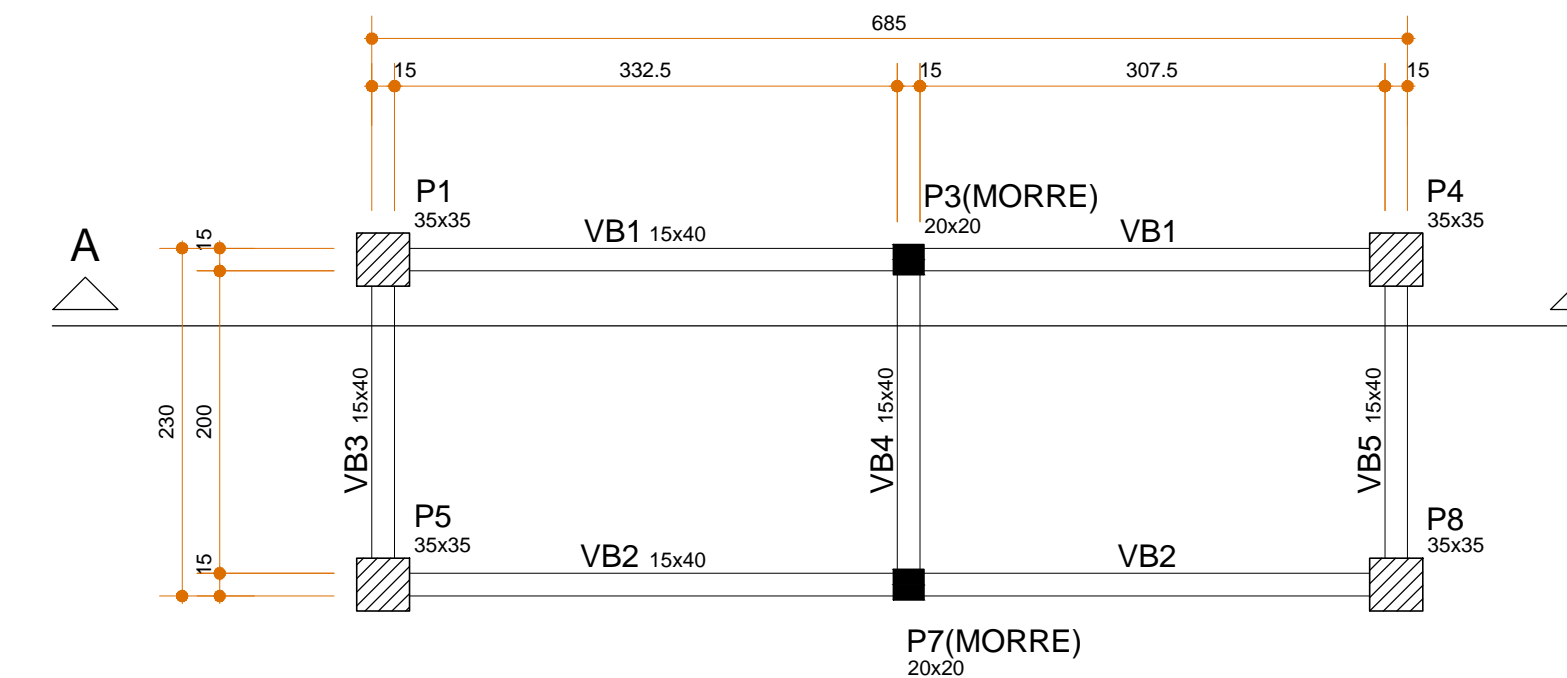 685
15 332.5 15 307.5 15
P1
35x35
P3(MORRE)
20x20
P4
35x35
A
VB1 15x40
VB1
15
230
200
15
VB3 15x40
VB4 15x40
VB5 15x40
P5
35x35
VB2 15x40
VB2
P8
35x35
P7(MORRE)
20x20